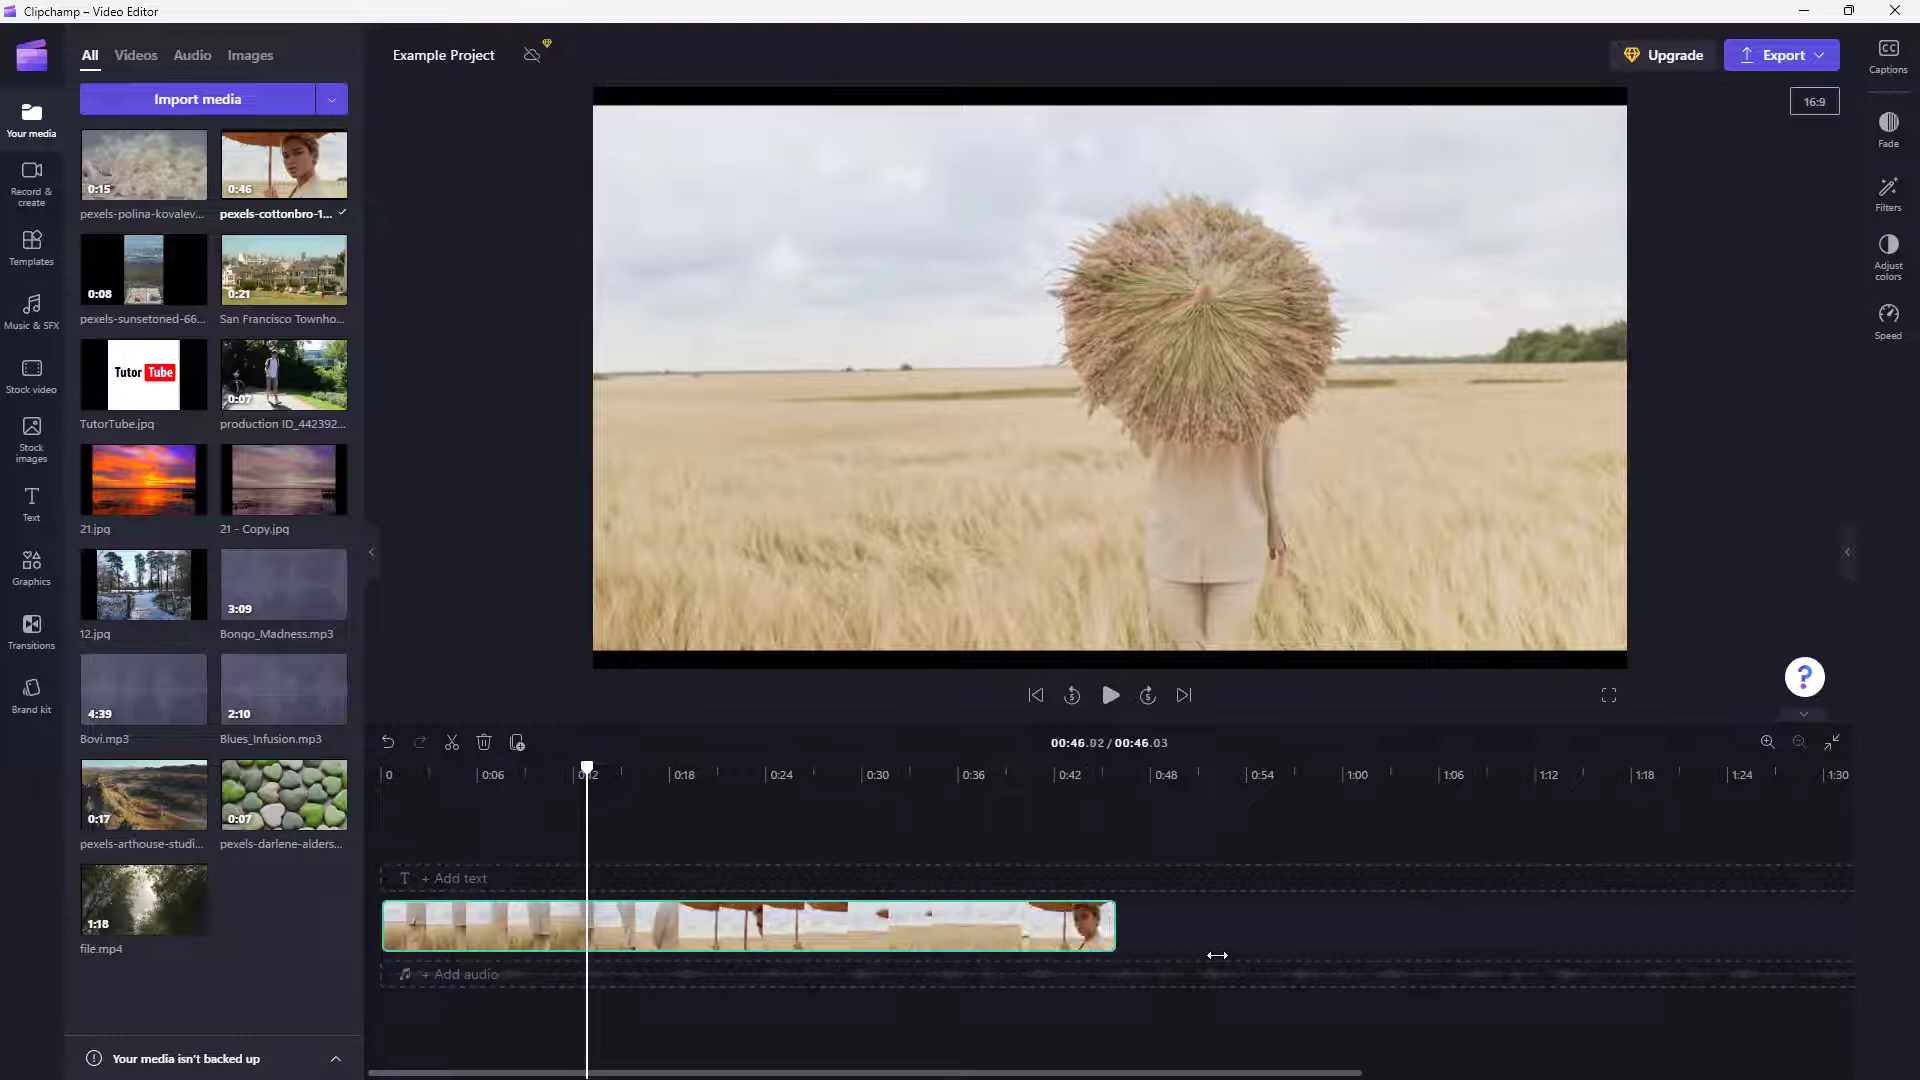 Clipchamp – Video Editor
All Videos Audio Images
Example Project
Upgrade
Export
Captions
Import media
16:9
Your media
Fade
0:15
0:46
pexels-polina-kovalev...
pexels-cottonbro-1...
Record &
create
Filters
Templates
0:08
0:21
Adjust
colors
pexels-sunsetoned-66...
San Francisco Townho...
Music & SFX
Speed
Tutor Tube
0:07
Stock video
TutorTube.jpg
production ID_442392...
Stock
images
Text
21.jpg
21 - Copy.jpg
Graphics
3:09
12.jpg
Bongo_Madness.mp3
Transitions
?
Brand kit
5
5
4:39
2:10
Bovi.mp3
Blues_Infusion.mp3
00:46.02 / 00:46.03
0 0:06 0:12 0:18 0:24 0:30 0:36 0:42 0:48 0:54 1:00 1:06 1:12 1:18 1:24 1:30
0:17
0:07
pexels-arthouse-studi...
pexels-darlene-alders...
T + Add text
1:18
file.mp4
+ Add audio
Your media isn't backed up